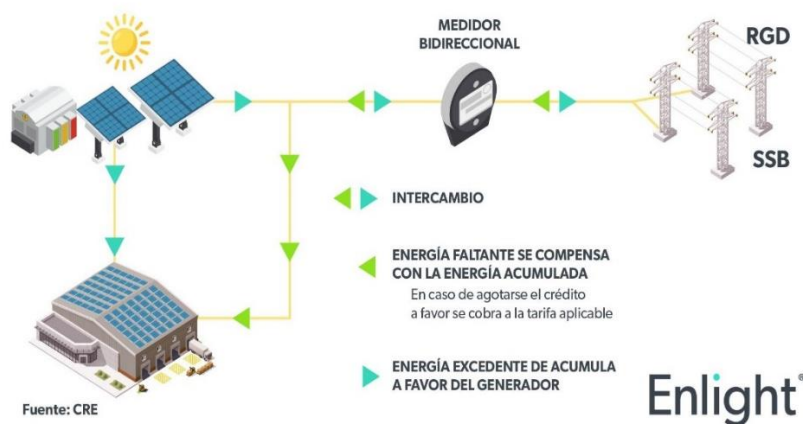 MEDIDOR
BIDIRECCIONAL
RGD
SSB
INTERCAMBIO
ENERGÍA FALTANTE SE COMPENSA
CON LA ENERGÍA ACUMULADA
En caso de agotarse el crédito
a favor se cobra a la tarifa aplicable
ENERGÍA EXCEDENTE DE ACUMULA
A FAVOR DEL GENERADOR
Fuente: CRE
Enlight®